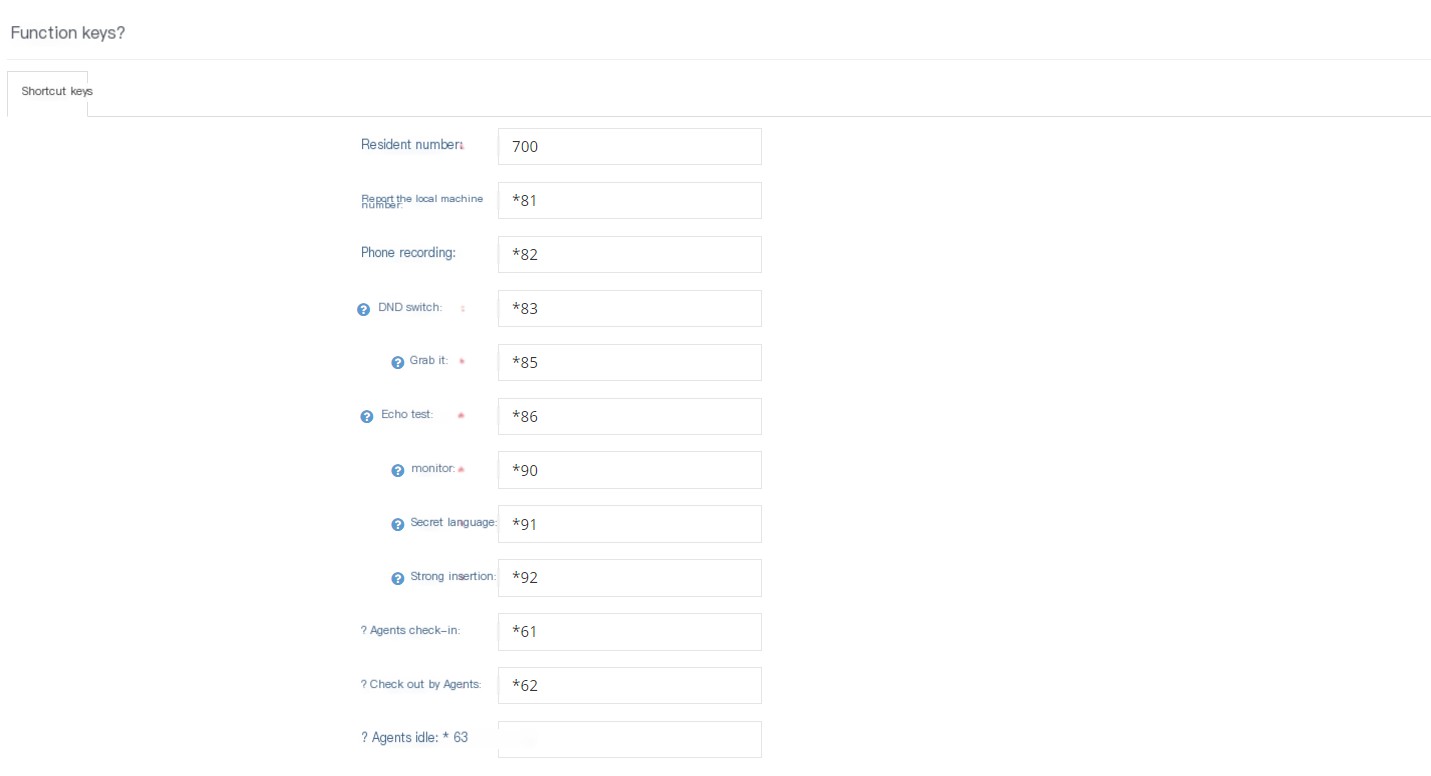 Function keys?
Shortcut keys
Resident number: 700
Report the local machine
number: *81
Phone recording: *82
? DND switch: *83
? Grab it: * *85
? Echo test: * *86
? monitor: * *90
? Secret language: *91
? Strong insertion: *92
? Agents check-in: *61
? Check out by Agents: *62
? Agents idle: * 63